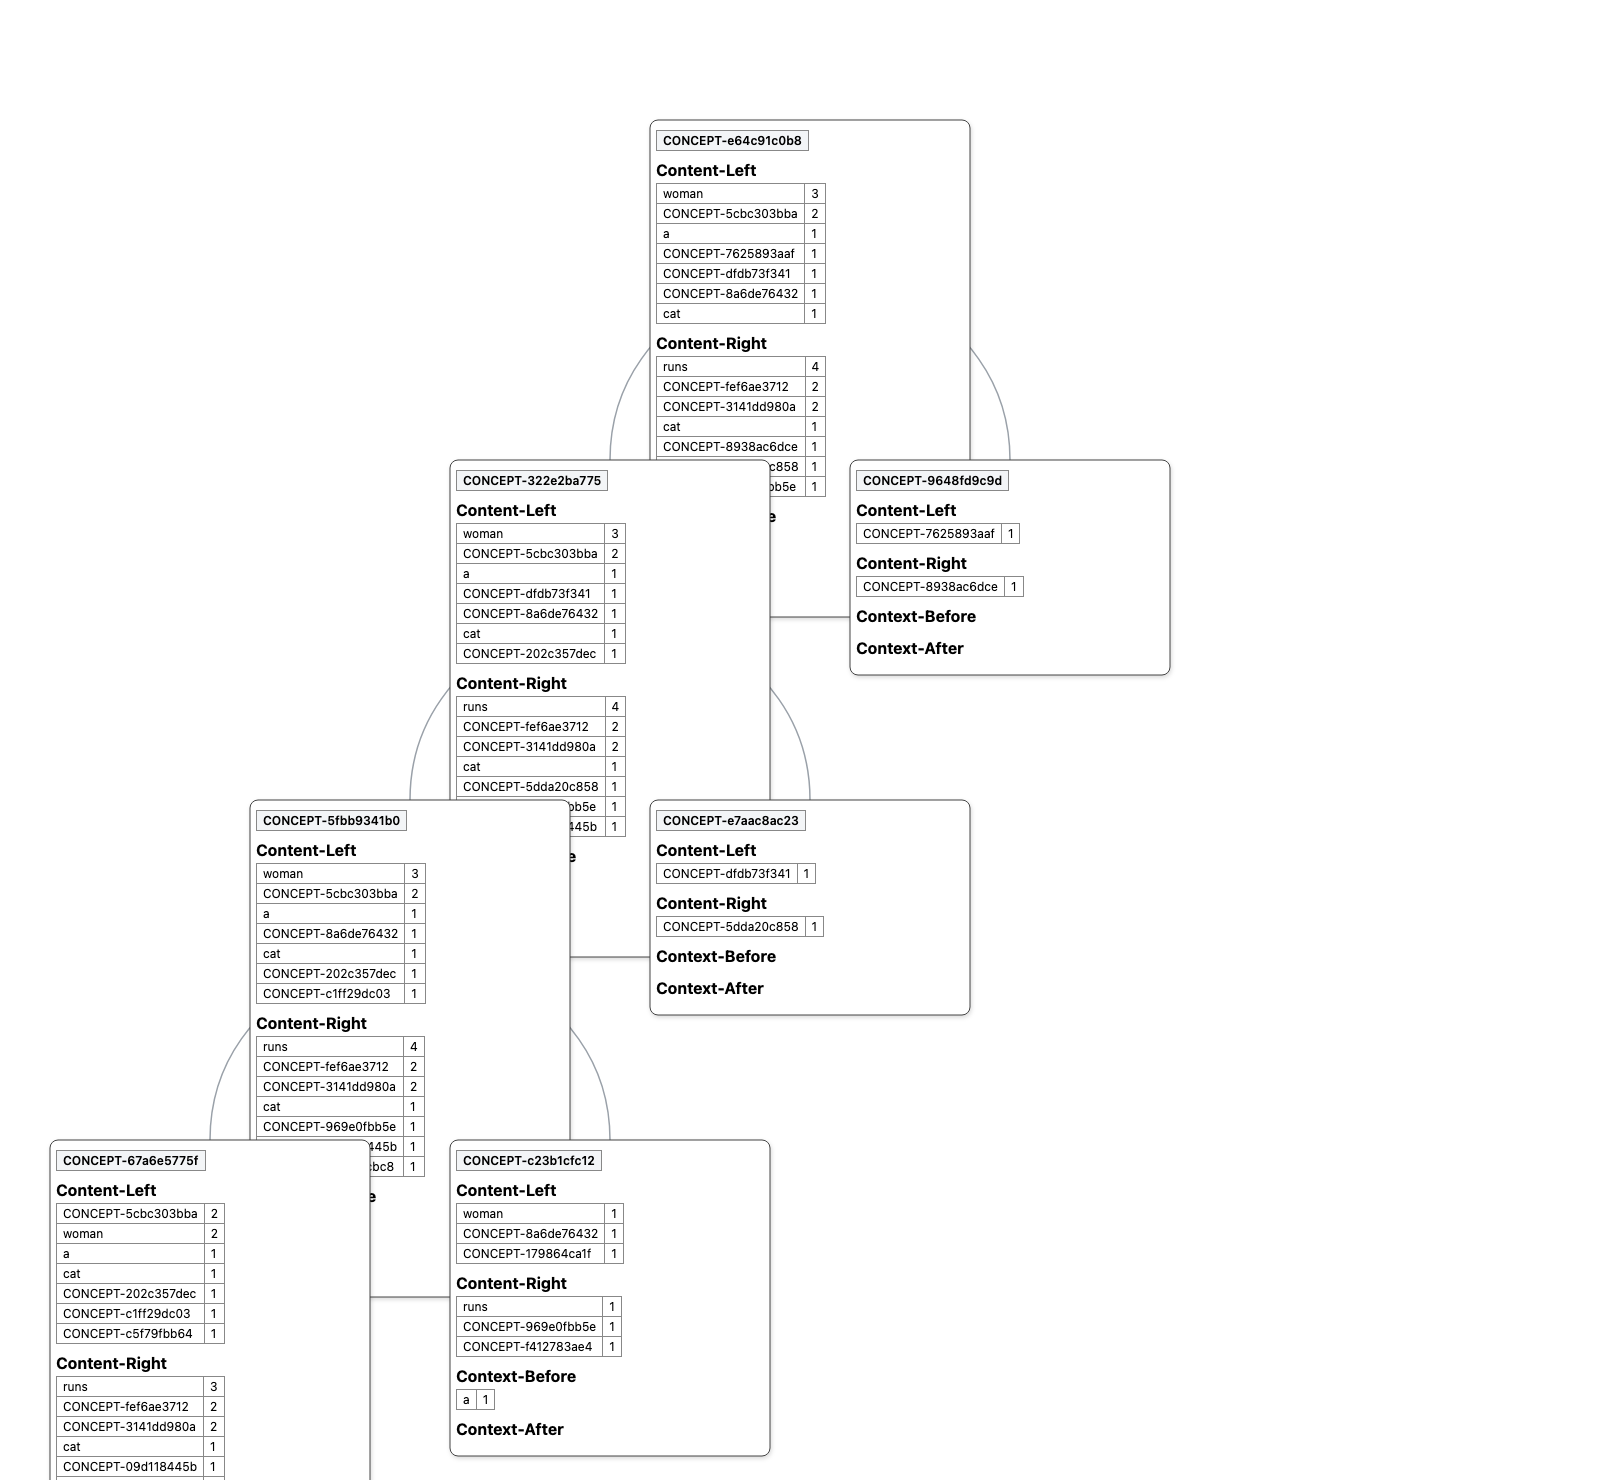 CONCEPT-e64c91c0b8
Content-Left
woman 3
CONCEPT-5cbc303bba 2
a 1
CONCEPT-7625893aaf 1
CONCEPT-dfdb73f341 1
CONCEPT-8a6de76432 1
cat 1
Content-Right
runs 4
CONCEPT-fef6ae3712 2
CONCEPT-3141dd980a 2
cat 1
CONCEPT-8938ac6dce 1
c858 1
bb5e 1
e
CONCEPT-322e2ba775
Content-Left
woman 3
CONCEPT-5cbc303bba 2
a 1
CONCEPT-dfdb73f341 1
CONCEPT-8a6de76432 1
cat 1
CONCEPT-202c357dec 1
Content-Right
runs 4
CONCEPT-fef6ae3712 2
CONCEPT-3141dd980a 2
cat 1
CONCEPT-5dda20c858 1
bb5e 1
445b 1
e
CONCEPT-9648fd9c9d
Content-Left
CONCEPT-7625893aaf 1
Content-Right
CONCEPT-8938ac6dce 1
Context-Before
Context-After
CONCEPT-5fbb9341b0
Content-Left
woman 3
CONCEPT-5cbc303bba 2
a 1
CONCEPT-8a6de76432 1
cat 1
CONCEPT-202c357dec 1
CONCEPT-c1ff29dc03 1
Content-Right
runs 4
CONCEPT-fef6ae3712 2
CONCEPT-3141dd980a 2
cat 1
CONCEPT-969e0fbb5e 1
445b 1
cbc8 1
e
CONCEPT-e7aac8ac23
Content-Left
CONCEPT-dfdb73f341 1
Content-Right
CONCEPT-5dda20c858 1
Context-Before
Context-After
CONCEPT-67a6e5775f
Content-Left
CONCEPT-5cbc303bba 2
woman 2
a 1
cat 1
CONCEPT-202c357dec 1
CONCEPT-c1ff29dc03 1
CONCEPT-c5f79fbb64 1
Content-Right
runs 3
CONCEPT-fef6ae3712 2
CONCEPT-3141dd980a 2
cat 1
CONCEPT-09d118445b 1
CONCEPT-c23b1cfc12
Content-Left
woman 1
CONCEPT-8a6de76432 1
CONCEPT-179864ca1f 1
Content-Right
runs 1
CONCEPT-969e0fbb5e 1
CONCEPT-f412783ae4 1
Context-Before
a 1
Context-After